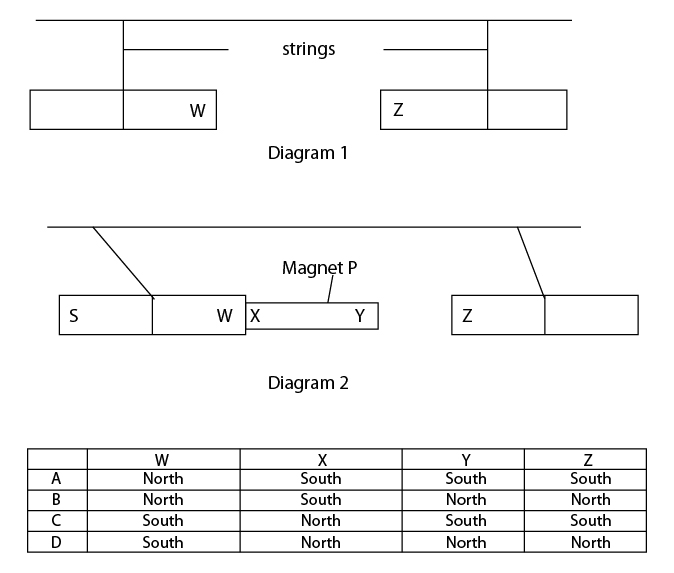 strings
W Z
Diagram 1
Magnet P
S W X Y Z
Diagram 2
W X Y Z
A North South South South
B North South North North
C South North South South
D South North North North